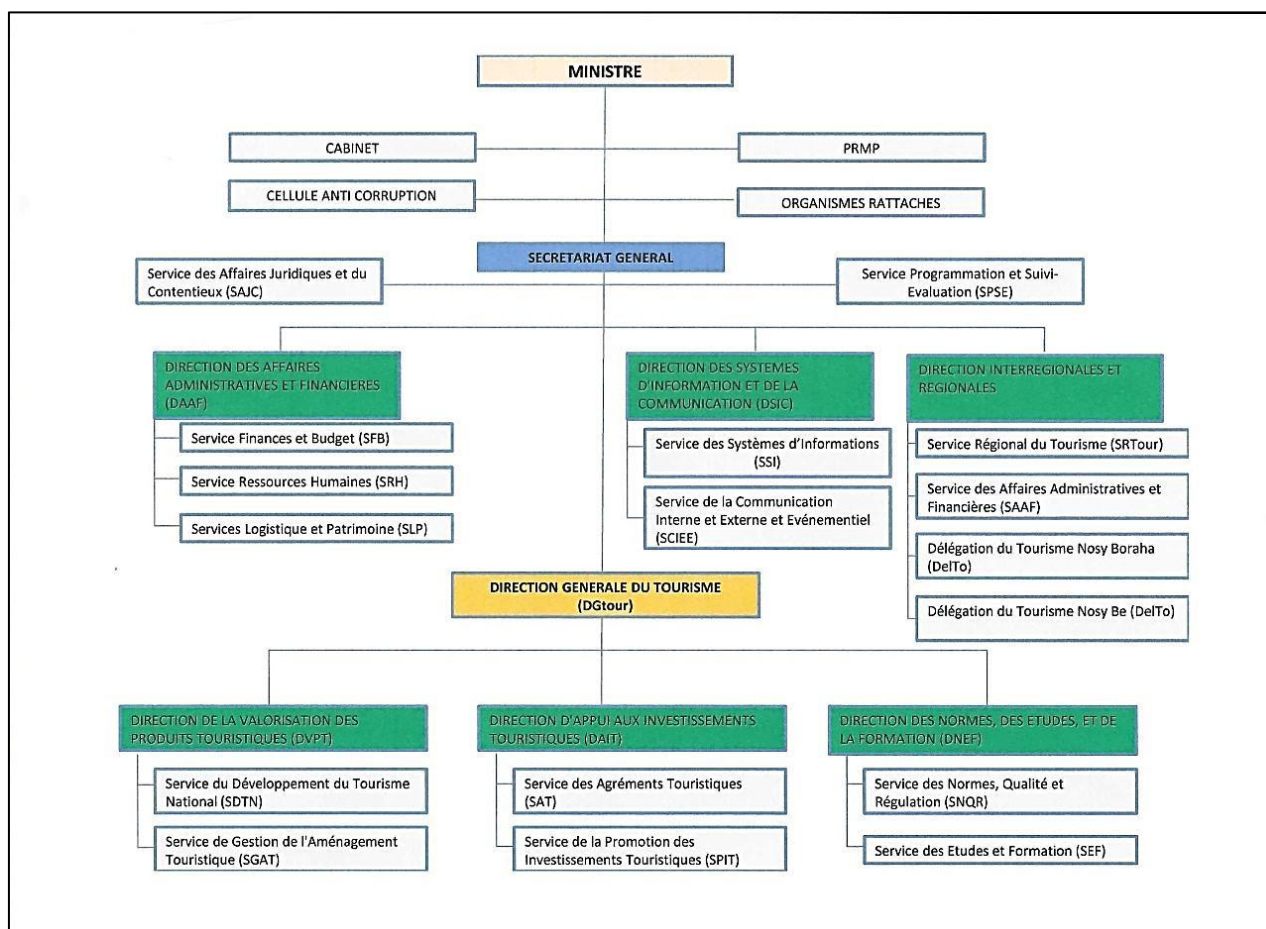 MINISTRE
CABINET
PRMP
CELLULE ANTI CORRUPTION
ORGANISMES RATTACHES
SECRETARIAT GENERAL
Service des Affaires Juridiques et du
Contentieux (SAJC)
Service Programmation et Suivi-
Evaluation (SPSE)
DIRECTION DES AFFAIRES
ADMINISTRATIVES ET FINANCIERES
(DAAF)
Service Finances et Budget (SFB)
Service Ressources Humaines (SRH)
Services Logistique et Patrimoine (SLP)
DIRECTION DES SYSTEMES
D'INFORMATION ET DE LA
COMMUNICATION (DSIC)
Service des Systèmes d'Informations
(SSI)
Service de la Communication
Interne et Externe et Evénementiel
(SCIEE)
DIRECTION INTERREGIONALES ET
REGIONALES
Service Régional du Tourisme (SRTour)
Service des Affaires Administratives et
Financières (SAAF)
Délégation du Tourisme Nosy Boraha
(DelTo)
Délégation du Tourisme Nosy Be (DelTo)
DIRECTION GENERALE DU TOURISME
(DGtour)
DIRECTION DE LA VALORISATION DES
PRODUITS TOURISTIQUES (DVPT)
Service du Développement du Tourisme
National (SDTN)
Service de Gestion de l'Aménagement
Touristique (SGAT)
DIRECTION D'APPUI AUX INVESTISSEMENTS
TOURISTIQUES (DAIT)
Service des Agréments Touristiques
(SAT)
Service de la Promotion des
Investissements Touristiques (SPIT)
DIRECTION DES NORMES, DES ETUDES, ET DE
LA FORMATION (DNEF)
Service des Normes, Qualité et
Régulation (SNQR)
Service des Etudes et Formation (SEF)